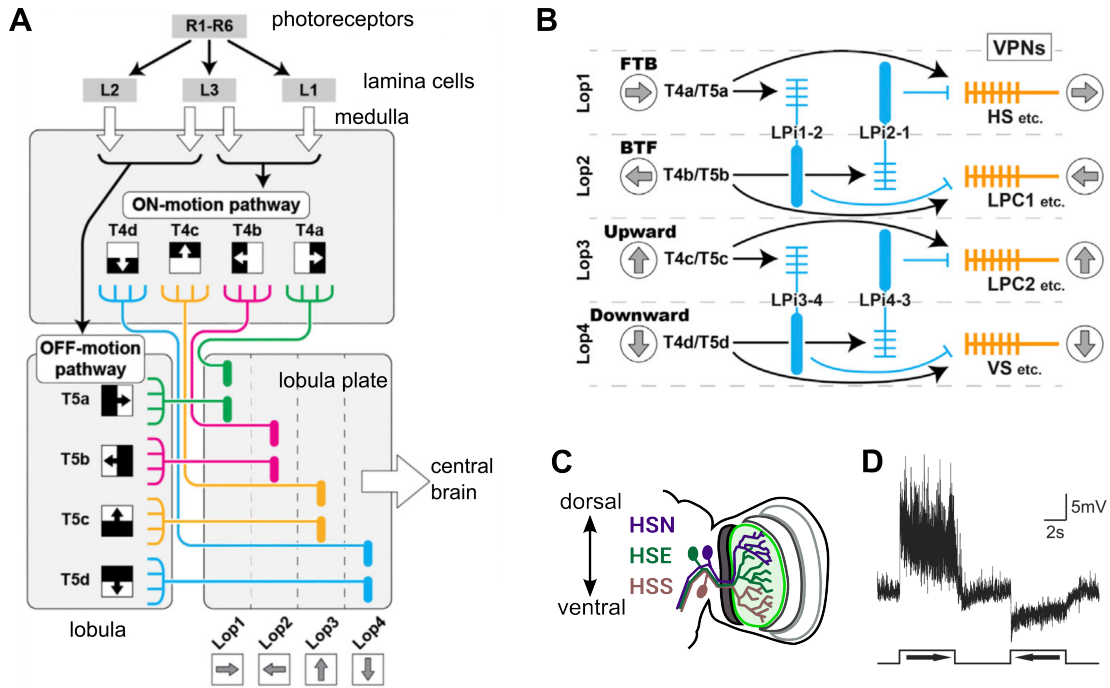 A
R1-R6
photoreceptors
L2
L3
L1
lamina cells
medulla
ON-motion pathway
T4d
T4c
T4b
T4a
OFF-motion
pathway
lobula plate
T5a
T5b
T5c
T5d
central
brain
lobula
Lop1
Lop2
Lop3
Lop4
B
VPNs
Lop1
FTB
T4a/T5a
HS etc.
LPi1-2
LPi2-1
Lop2
BTF
T4b/T5b
LPC1 etc.
Lop3
Upward
T4c/T5c
LPC2 etc.
LPi3-4
LPi4-3
Lop4
Downward
T4d/T5d
VS etc.
C
dorsal
ventral
HSN
HSE
HSS
D
5mV
2s